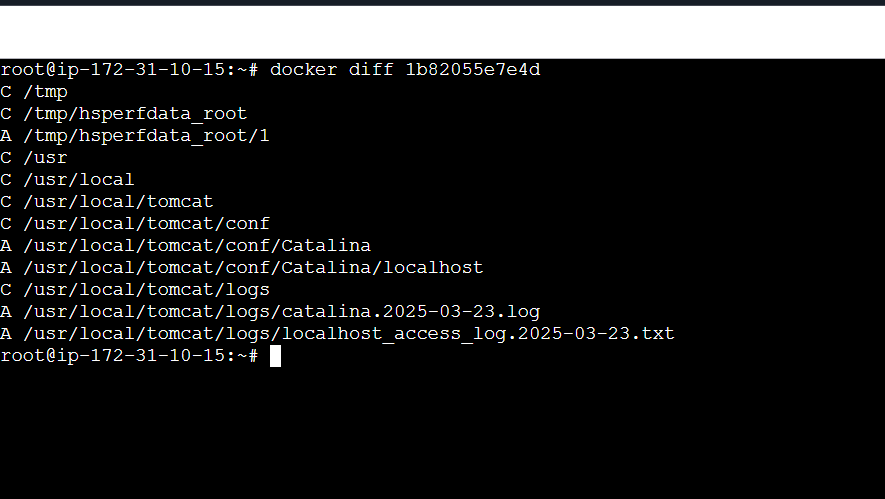 root@ip-172-31-10-15:~# docker diff 1b82055e7e4d
C /tmp
C /tmp/hsperfdata_root
A /tmp/hsperfdata_root/1
C /usr
C /usr/local
C /usr/local/tomcat
C /usr/local/tomcat/conf
A /usr/local/tomcat/conf/Catalina
A /usr/local/tomcat/conf/Catalina/localhost
C /usr/local/tomcat/logs
A /usr/local/tomcat/logs/catalina.2025-03-23.log
A /usr/local/tomcat/logs/localhost_access_log.2025-03-23.txt
root@ip-172-31-10-15:~#